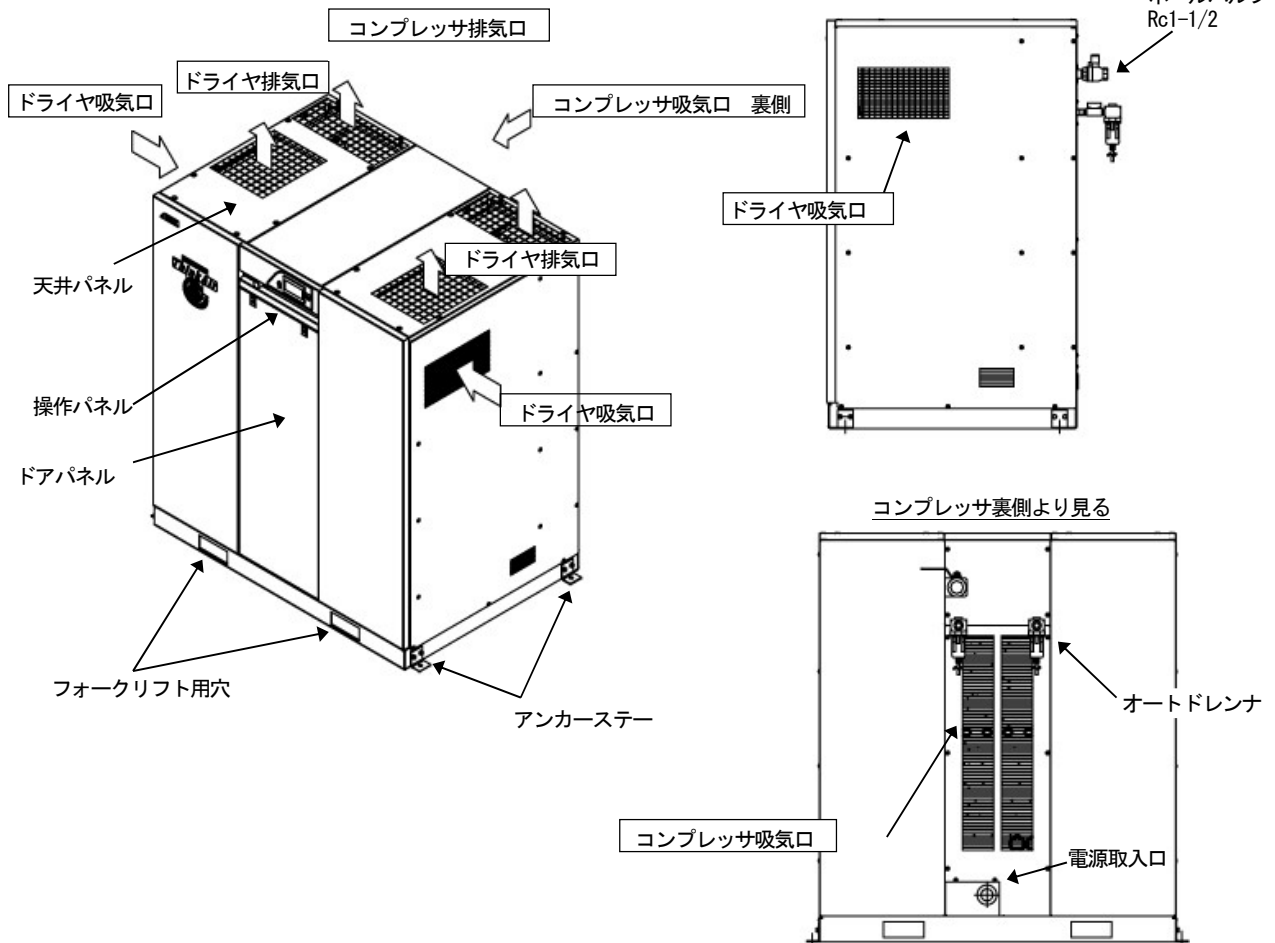 コンプレッサ排気口
ドライヤ排気口
ドライヤ吸気口
コンプレッサ吸気口 裏側
ドライヤ排気口
天井パネル
操作パネル
ドライヤ吸気口
ドアパネル
フォークリフト用穴
アンカーステー
Rc1-1/2
ドライヤ吸気口
コンプレッサ裏側より見る
オートドレンナ
コンプレッサ吸気口
電源取入口